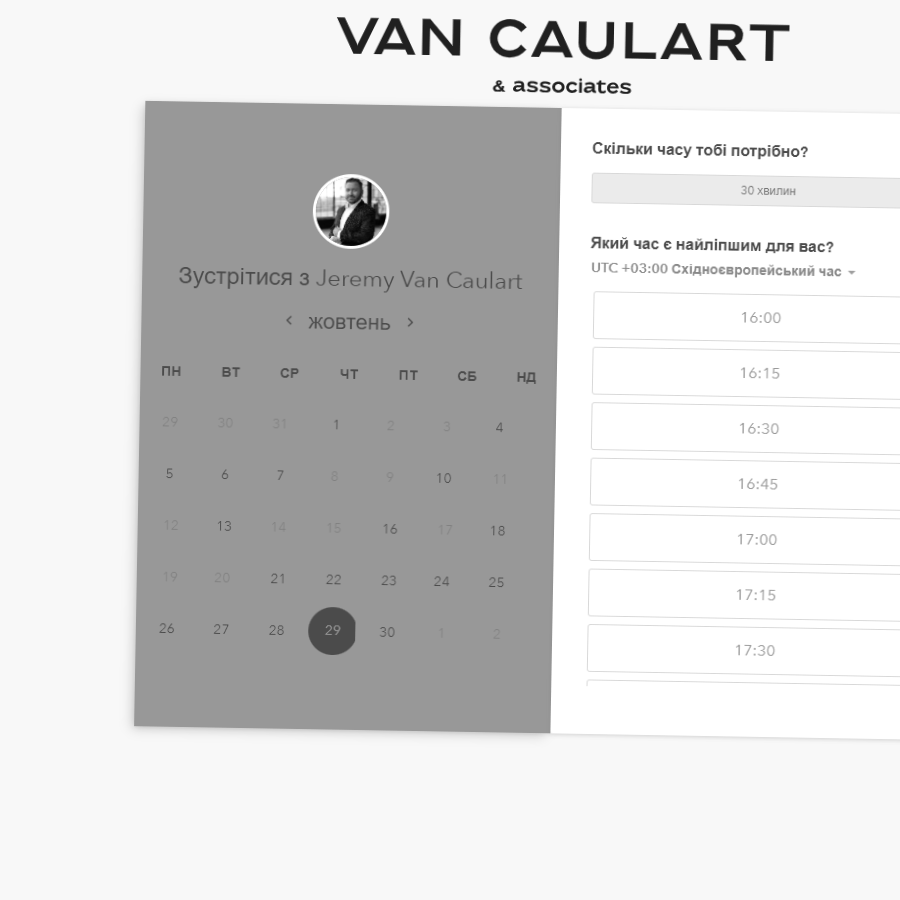 VAN CAULART
& associates
Зустрітися з Jeremy Van Caulart
жовтень
ПН ВТ СР ЧТ ПТ СБ НД
29 30 31 1 2 3 4
5 6 7 8 9 10 11
12 13 14 15 16 17 18
19 20 21 22 23 24 25
26 27 28 29 30 1 2
Скільки часу тобі потрібно?
30 хвилин
Який час є найліпшим для вас?
UTC +03:00 Східноєвропейський час
16:00
16:15
16:30
16:45
17:00
17:15
17:30